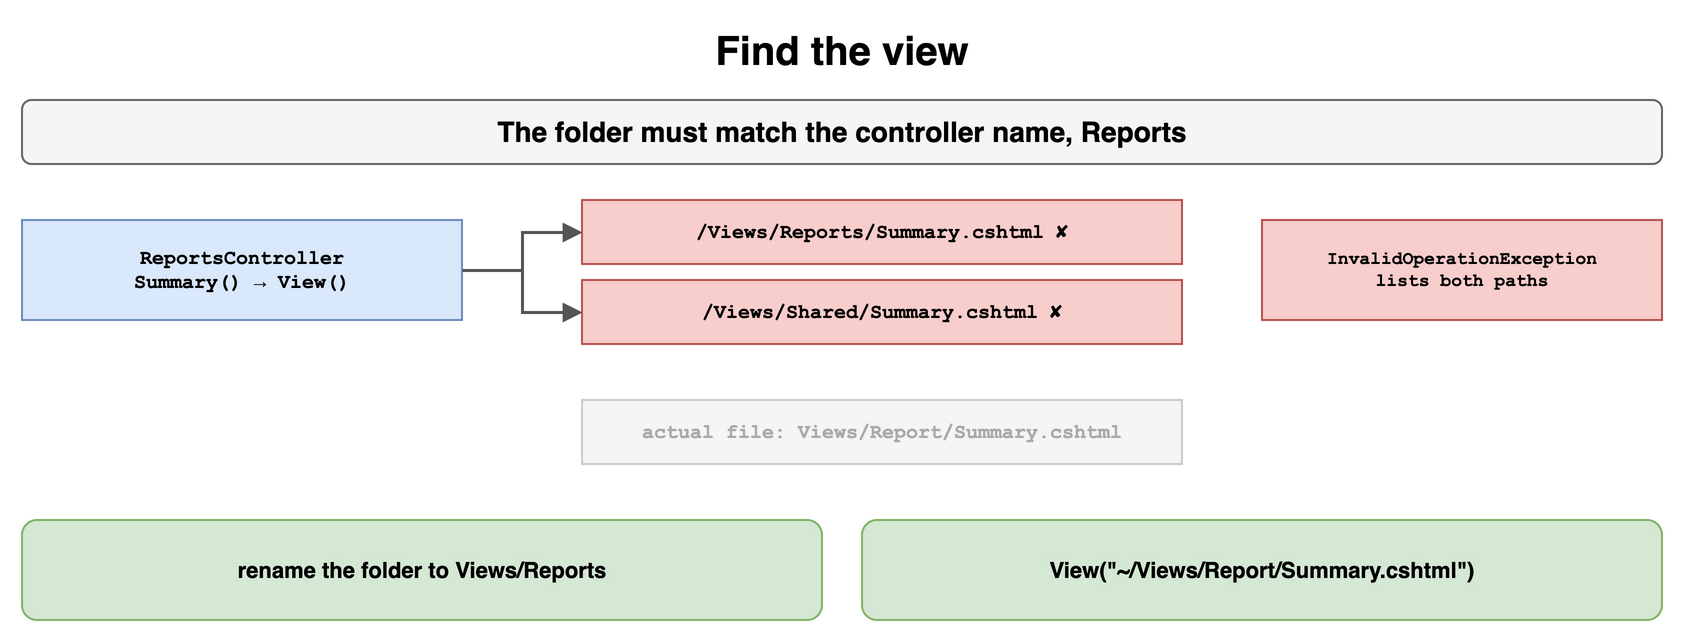 Find the view
The folder must match the controller name, Reports
ReportsController
Summary() → View()
/Views/Reports/Summary.cshtml ✘
/Views/Shared/Summary.cshtml ✘
InvalidOperationException
lists both paths
actual file: Views/Report/Summary.cshtml
rename the folder to Views/Reports
View("~/Views/Report/Summary.cshtml")